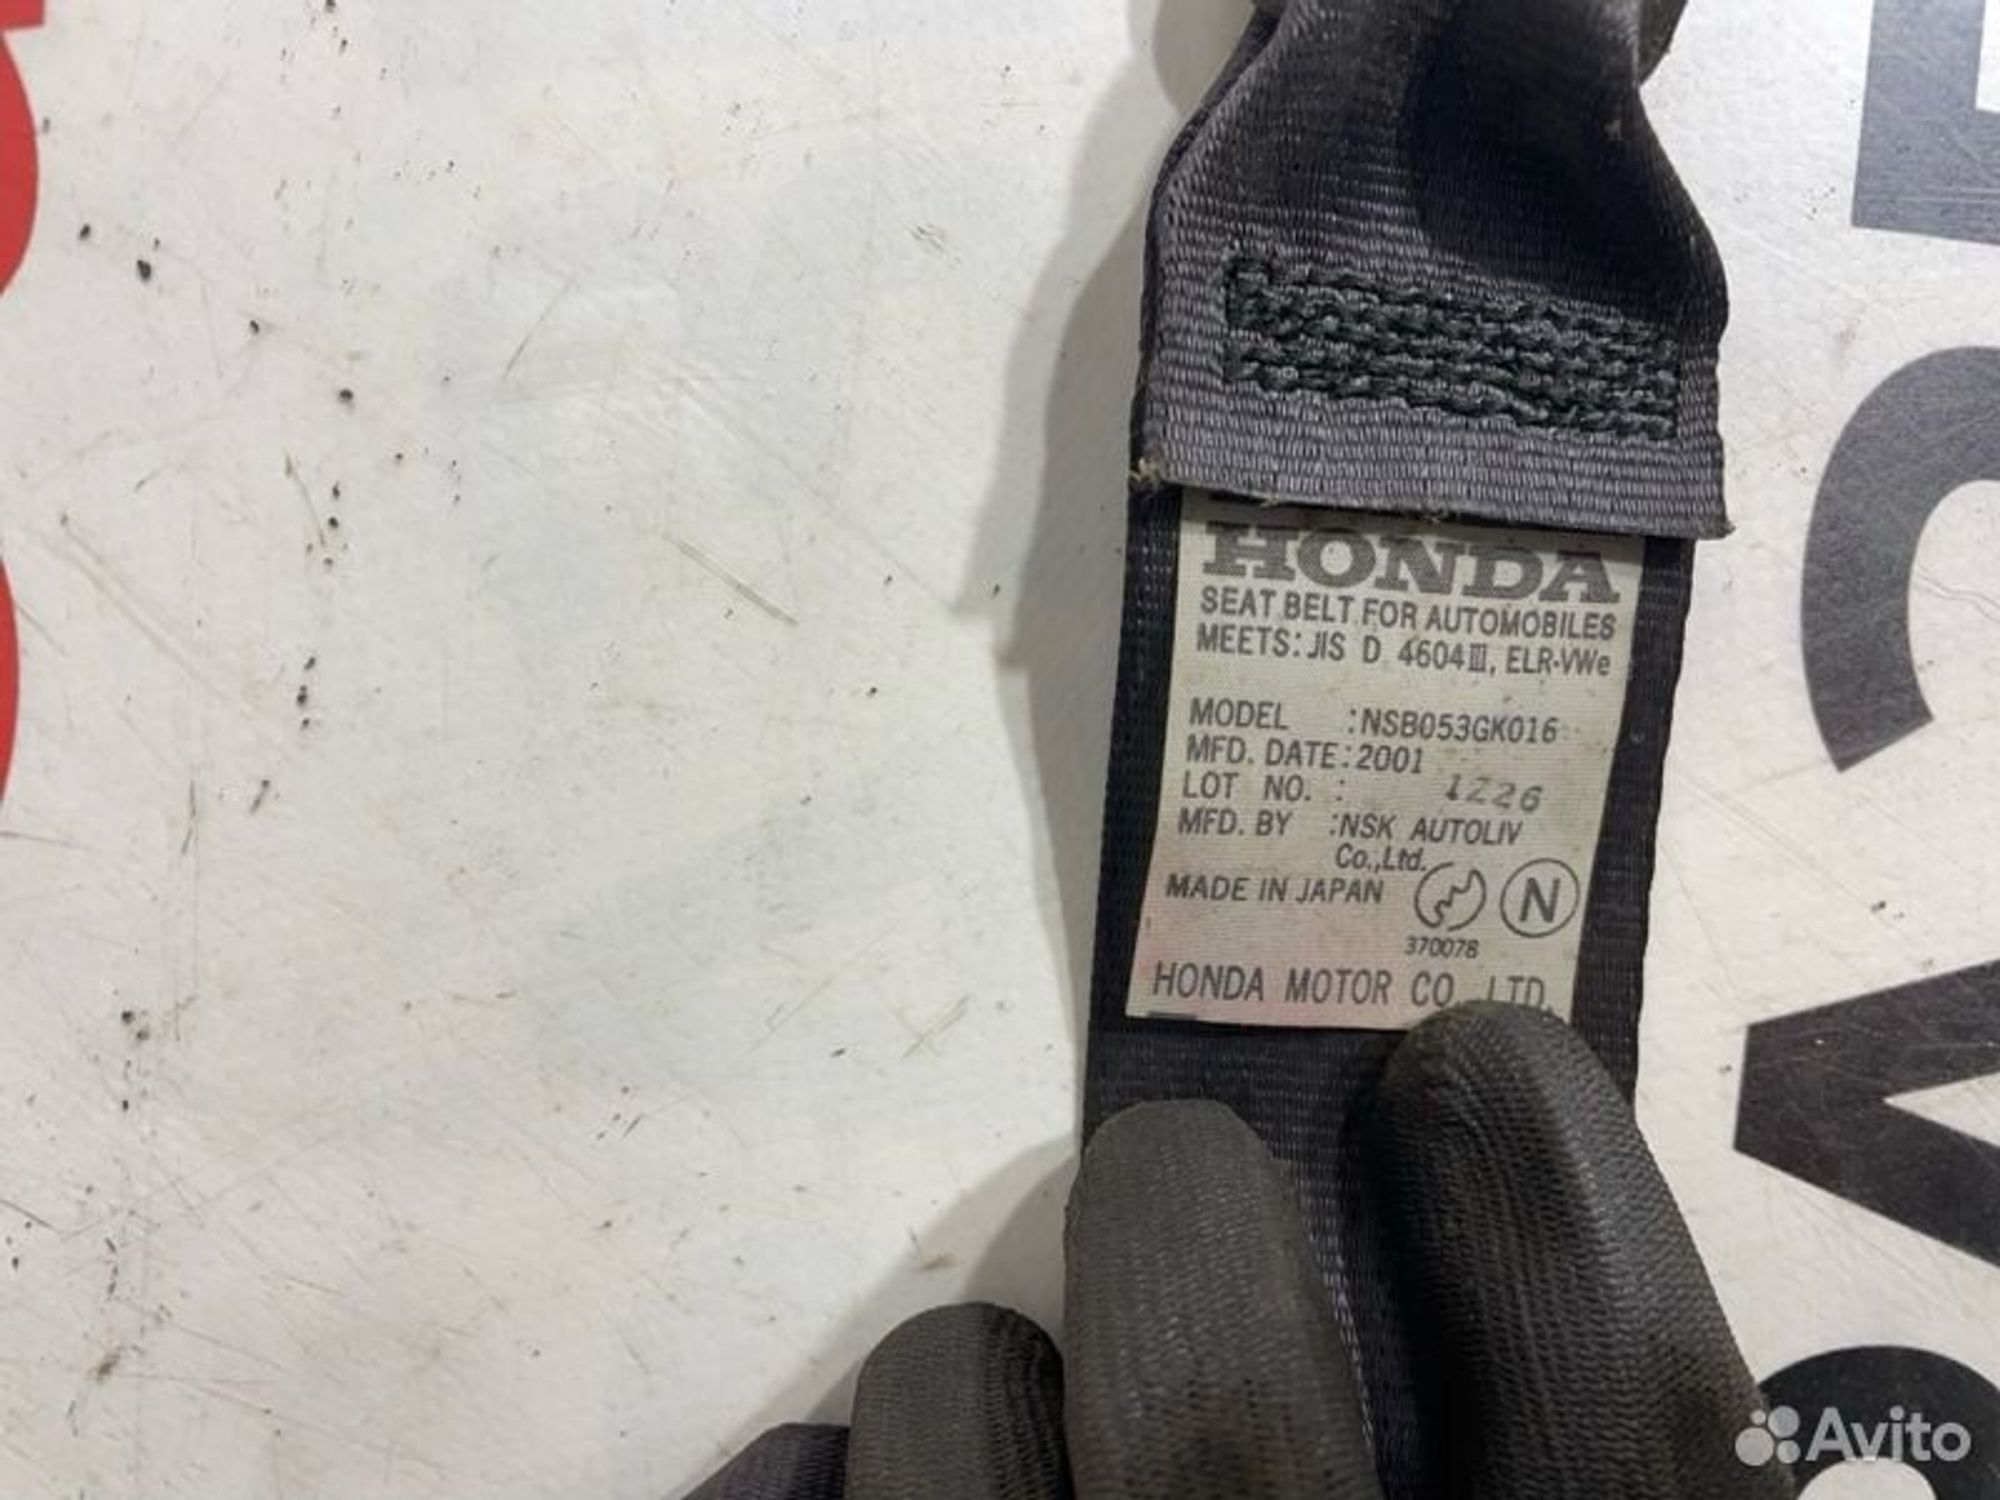 HONDA
SEAT BELT FOR AUTOMOBILES
MEETS: JIS D 4604Ⅲ, ELR·VWe
MODEL :NSB053GK016
MFD. DATE:2001
LOT NO. : 1Z26
MFD. BY :NSK AUTOLIV
Co.,Ltd.
MADE IN JAPAN N
370078
HONDA MOTOR CO. LTD.
Avito